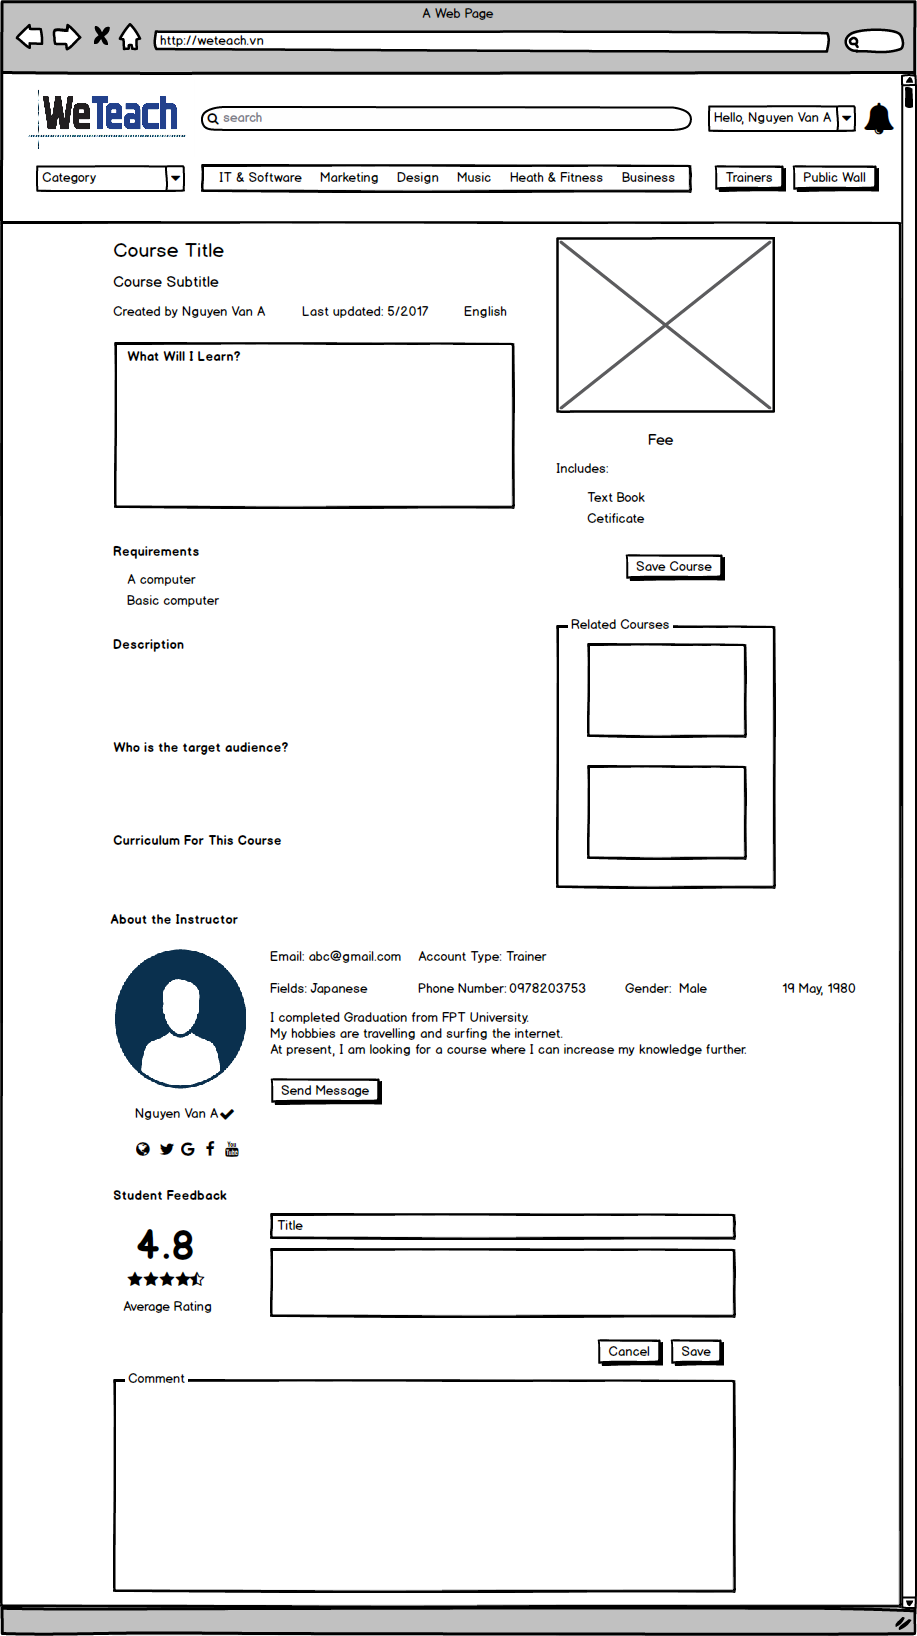 A Web Page
http://weteach.vn
WeTeach
search
Hello, Nguyen Van A
Category
IT & Software Marketing Design Music Heath & Fitness Business
Trainers
Public Wall
Course Title
Course Subtitle
Created by Nguyen Van A Last updated: 5/2017 English
What Will I Learn?
Fee
Includes:
Text Book
Cetificate
Save Course
Requirements
A computer
Basic computer
Related Courses
Description
Who is the target audience?
Curriculum For This Course
About the Instructor
Email: abc@gmail.com Account Type: Trainer
Fields: Japanese Phone Number: 0978203753 Gender: Male 19 May, 1980
I completed Graduation from FPT University.
My hobbies are travelling and surfing the internet.
At present, I am looking for a course where I can increase my knowledge further.
Send Message
Nguyen Van A
You
Tube
Student Feedback
4.8
Average Rating
Title
Cancel
Save
Comment